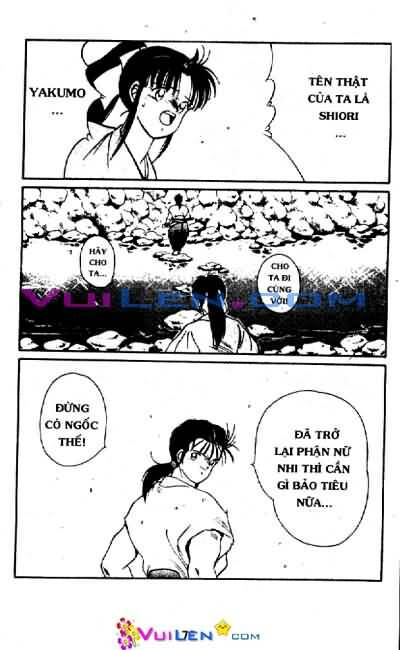 YAKUMO
...
TÊN THẬT
CỦA TA LÀ
SHIORI
...
HÃY
CHO
TA...
CHO
TA ĐI
CÙNG
VỚI!
VUILEN.COM
ĐỪNG
CÓ NGỐC
THẾ!
ĐÃ TRỞ
LẠI PHẬN NỮ
NHI THÌ CẦN
GÌ BẢO TIÊU
NỮA...
7
VUILEN.COM